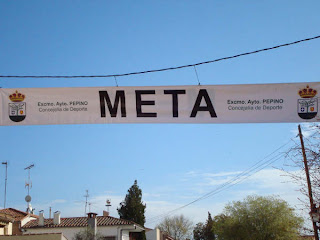 Excmo. Ayto. PEPINO
Concejalía de Deporte
META
Excmo. Ayto. PEPINO
Concejalía de Deporte